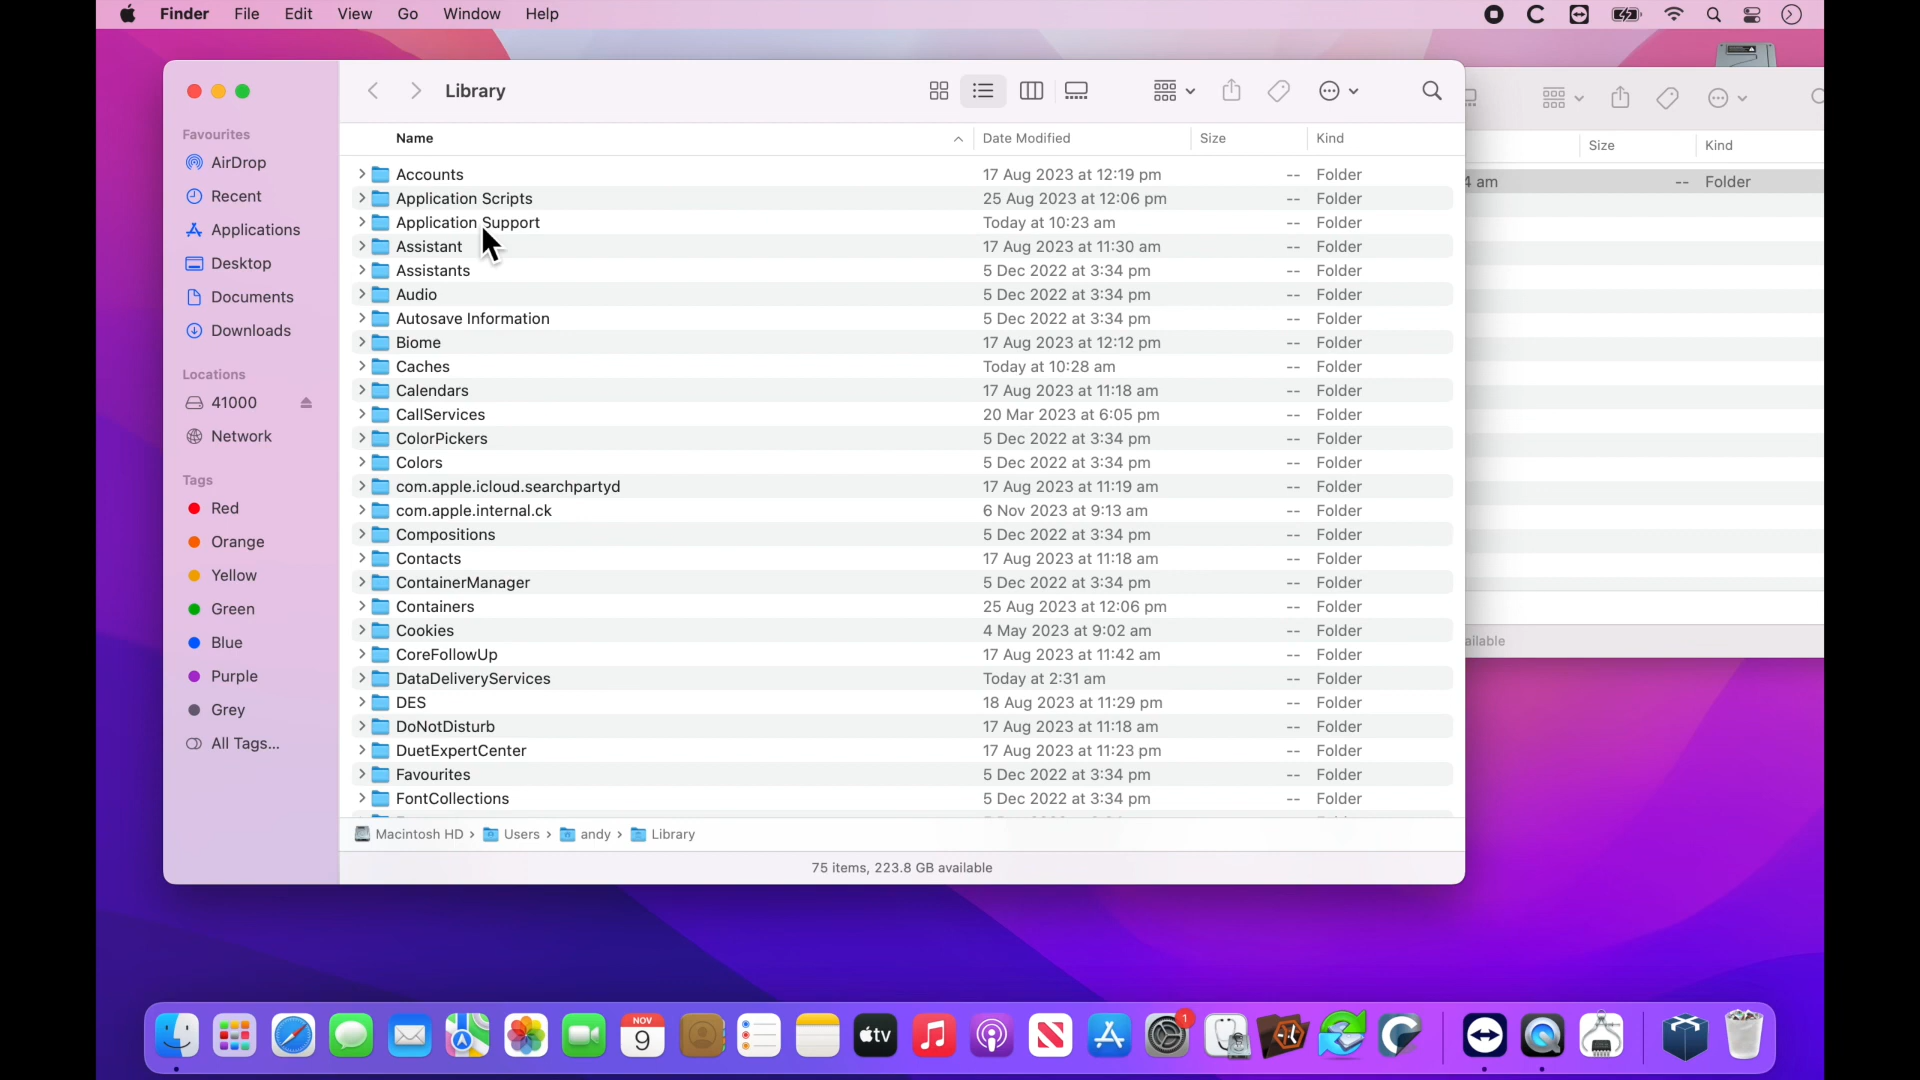 Finder File Edit View Go Window Help
Library
Favourites
AirDrop
Recent
Applications
Desktop
Documents
Downloads
Locations
41000
Network
Tags
Red
Orange
Yellow
Green
Blue
Purple
Grey
All Tags...
Name Date Modified Size Kind
Accounts 17 Aug 2023 at 12:19 pm -- Folder
Application Scripts 25 Aug 2023 at 12:06 pm -- Folder
Application Support Today at 10:23 am -- Folder
Assistant 17 Aug 2023 at 11:30 am -- Folder
Assistants 5 Dec 2022 at 3:34 pm -- Folder
Audio 5 Dec 2022 at 3:34 pm -- Folder
Autosave Information 5 Dec 2022 at 3:34 pm -- Folder
Biome 17 Aug 2023 at 12:12 pm -- Folder
Caches Today at 10:28 am -- Folder
Calendars 17 Aug 2023 at 11:18 am -- Folder
CallServices 20 Mar 2023 at 6:05 pm -- Folder
ColorPickers 5 Dec 2022 at 3:34 pm -- Folder
Colors 5 Dec 2022 at 3:34 pm -- Folder
com.apple.icloud.searchpartyd 17 Aug 2023 at 11:19 am -- Folder
com.apple.internal.ck 6 Nov 2023 at 9:13 am -- Folder
Compositions 5 Dec 2022 at 3:34 pm -- Folder
Contacts 17 Aug 2023 at 11:18 am -- Folder
ContainerManager 5 Dec 2022 at 3:34 pm -- Folder
Containers 25 Aug 2023 at 12:06 pm -- Folder
Cookies 4 May 2023 at 9:02 am -- Folder
CoreFollowUp 17 Aug 2023 at 11:42 am -- Folder
DataDeliveryServices Today at 2:31 am -- Folder
DES 18 Aug 2023 at 11:29 pm -- Folder
DoNotDisturb 17 Aug 2023 at 11:18 am -- Folder
DuetExpertCenter 17 Aug 2023 at 11:23 pm -- Folder
Favourites 5 Dec 2022 at 3:34 pm -- Folder
FontCollections 5 Dec 2022 at 3:34 pm -- Folder
Macintosh HD › Users › andy › Library
75 items, 223.8 GB available
Size Kind
4 am -- Folder
ailable
NOV
9
tv
1